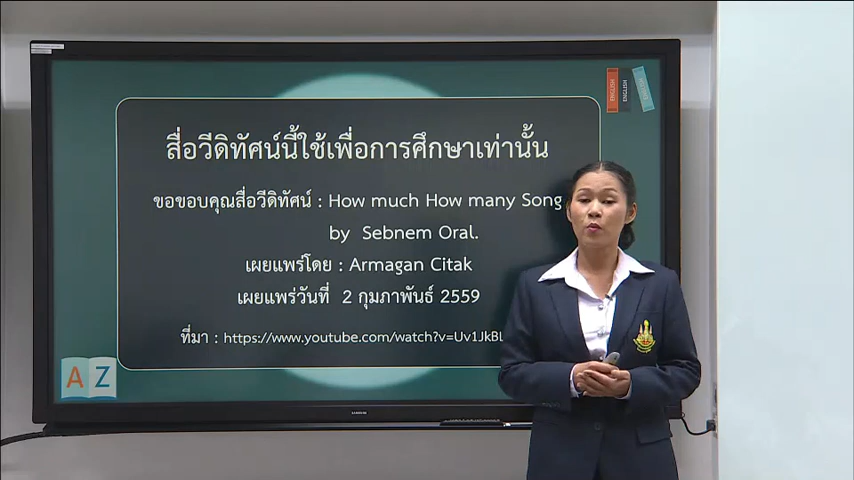 ENGLISH
ENGLISH
สื่อวีดิทัศน์นี้ใช้เพื่อการศึกษาเท่านั้น
ขอขอบคุณสื่อวีดิทัศน์ : How much How many Song
by Sebnem Oral.
เผยแพร่โดย : Armagan Citak
เผยแพร่วันที่ 2 กุมภาพันธ์ 2559
ที่มา : https://www.youtube.com/watch?v=Uv1JkBL
A Z
SAMSUNG